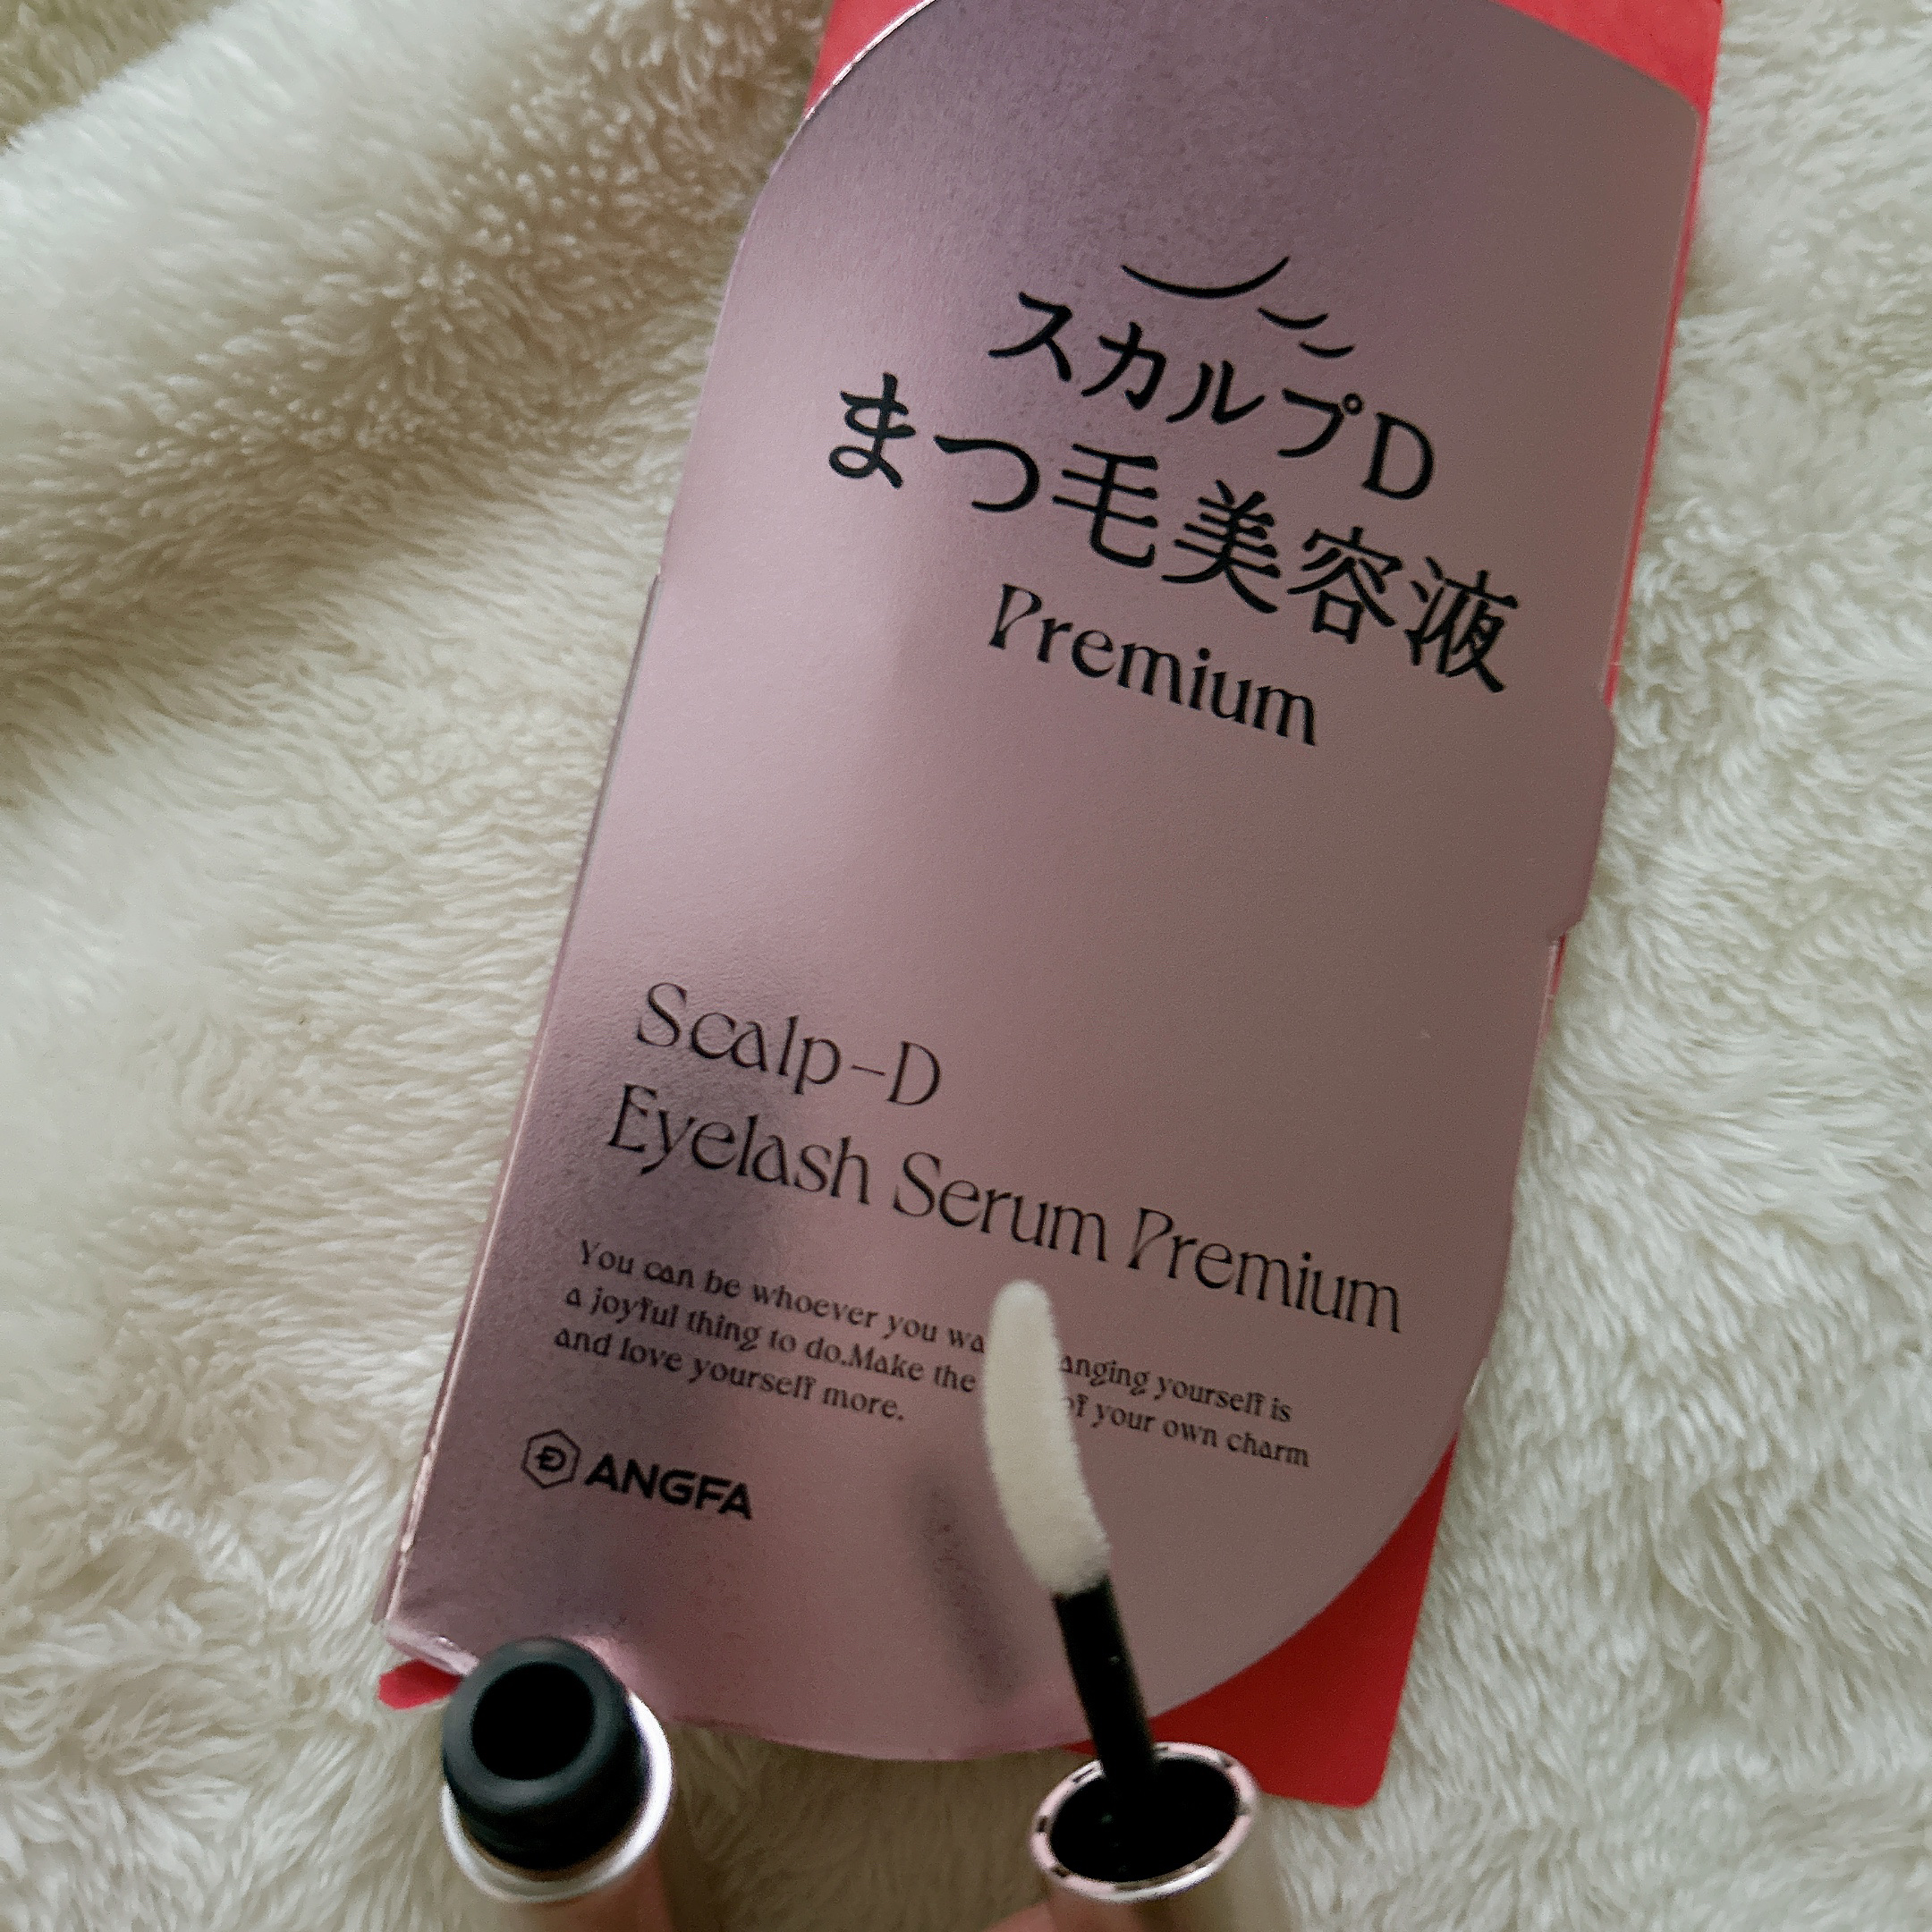 スカルプD
まつ毛美容液
Premium
Scalp-D
Eyelash Serum Premium
You can be whoever you yourself is
a joyful thing to do.Make the of your own charm
and love yourself more.
ANGFA